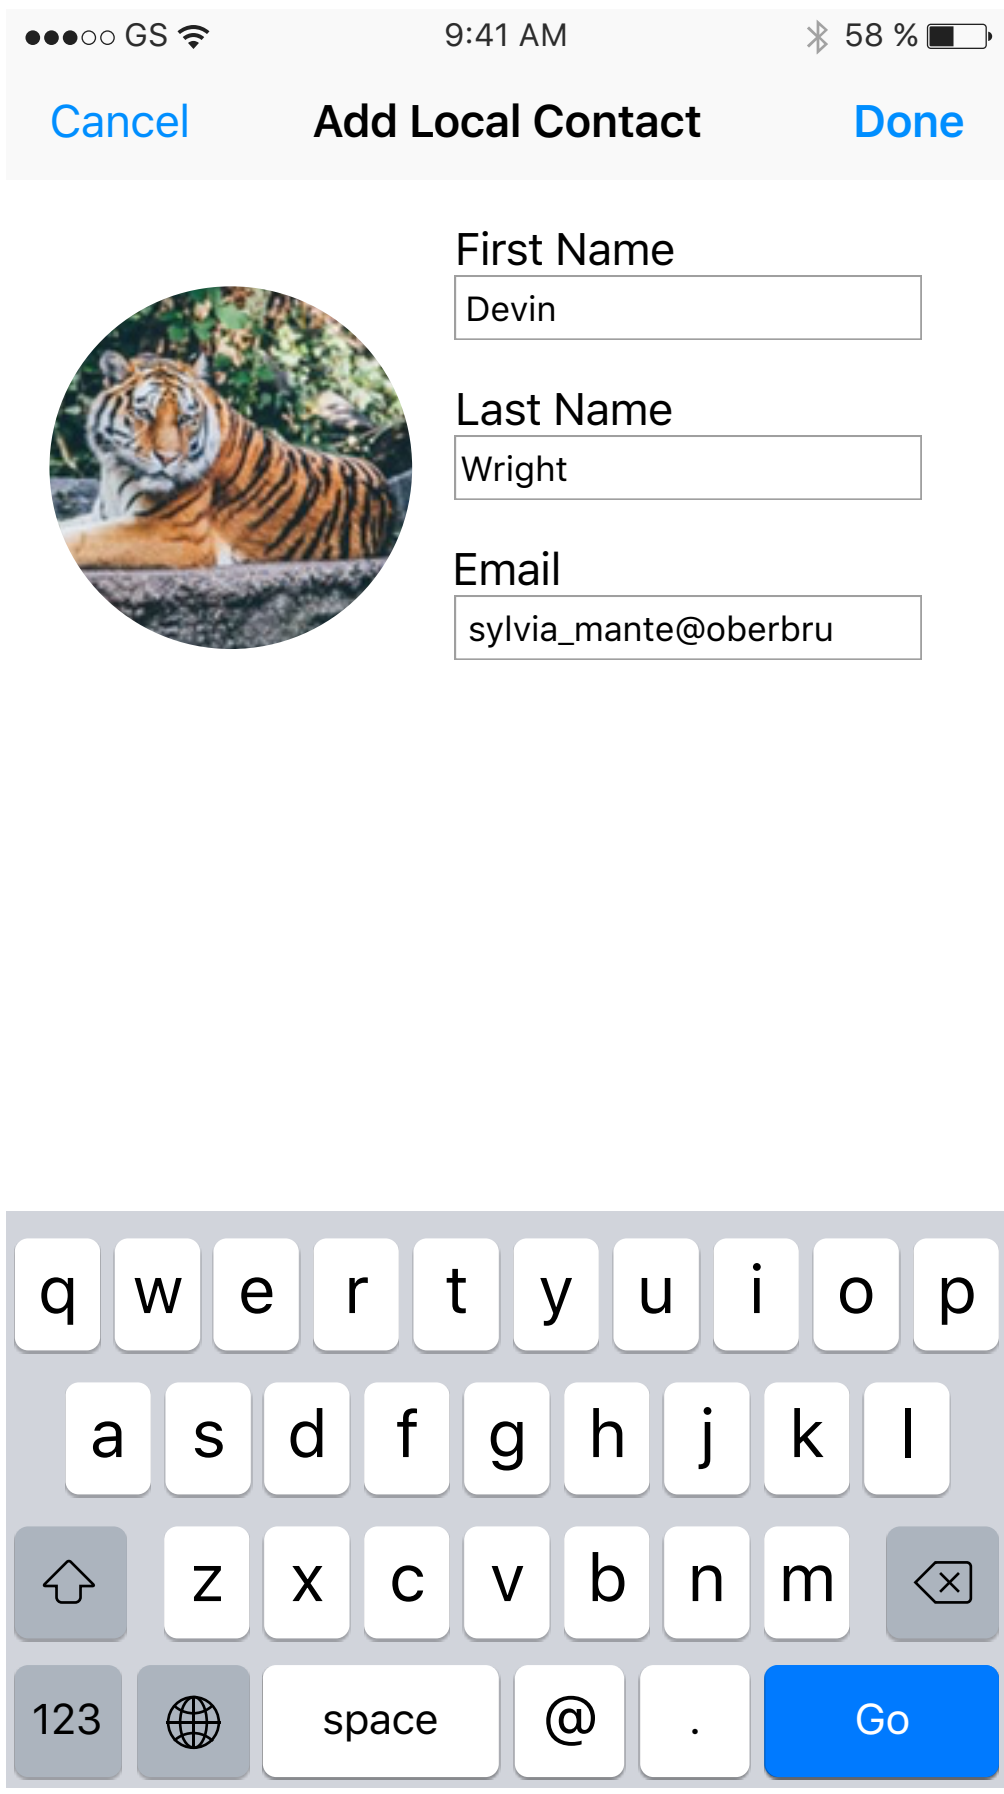 GS 9:41 AM 58 %
Cancel Add Local Contact Done
First Name
Devin
Last Name
Wright
Email
sylvia_mante@oberbru
q w e r t y u i o p
a s d f g h j k l
z x c v b n m
123 space @ . Go